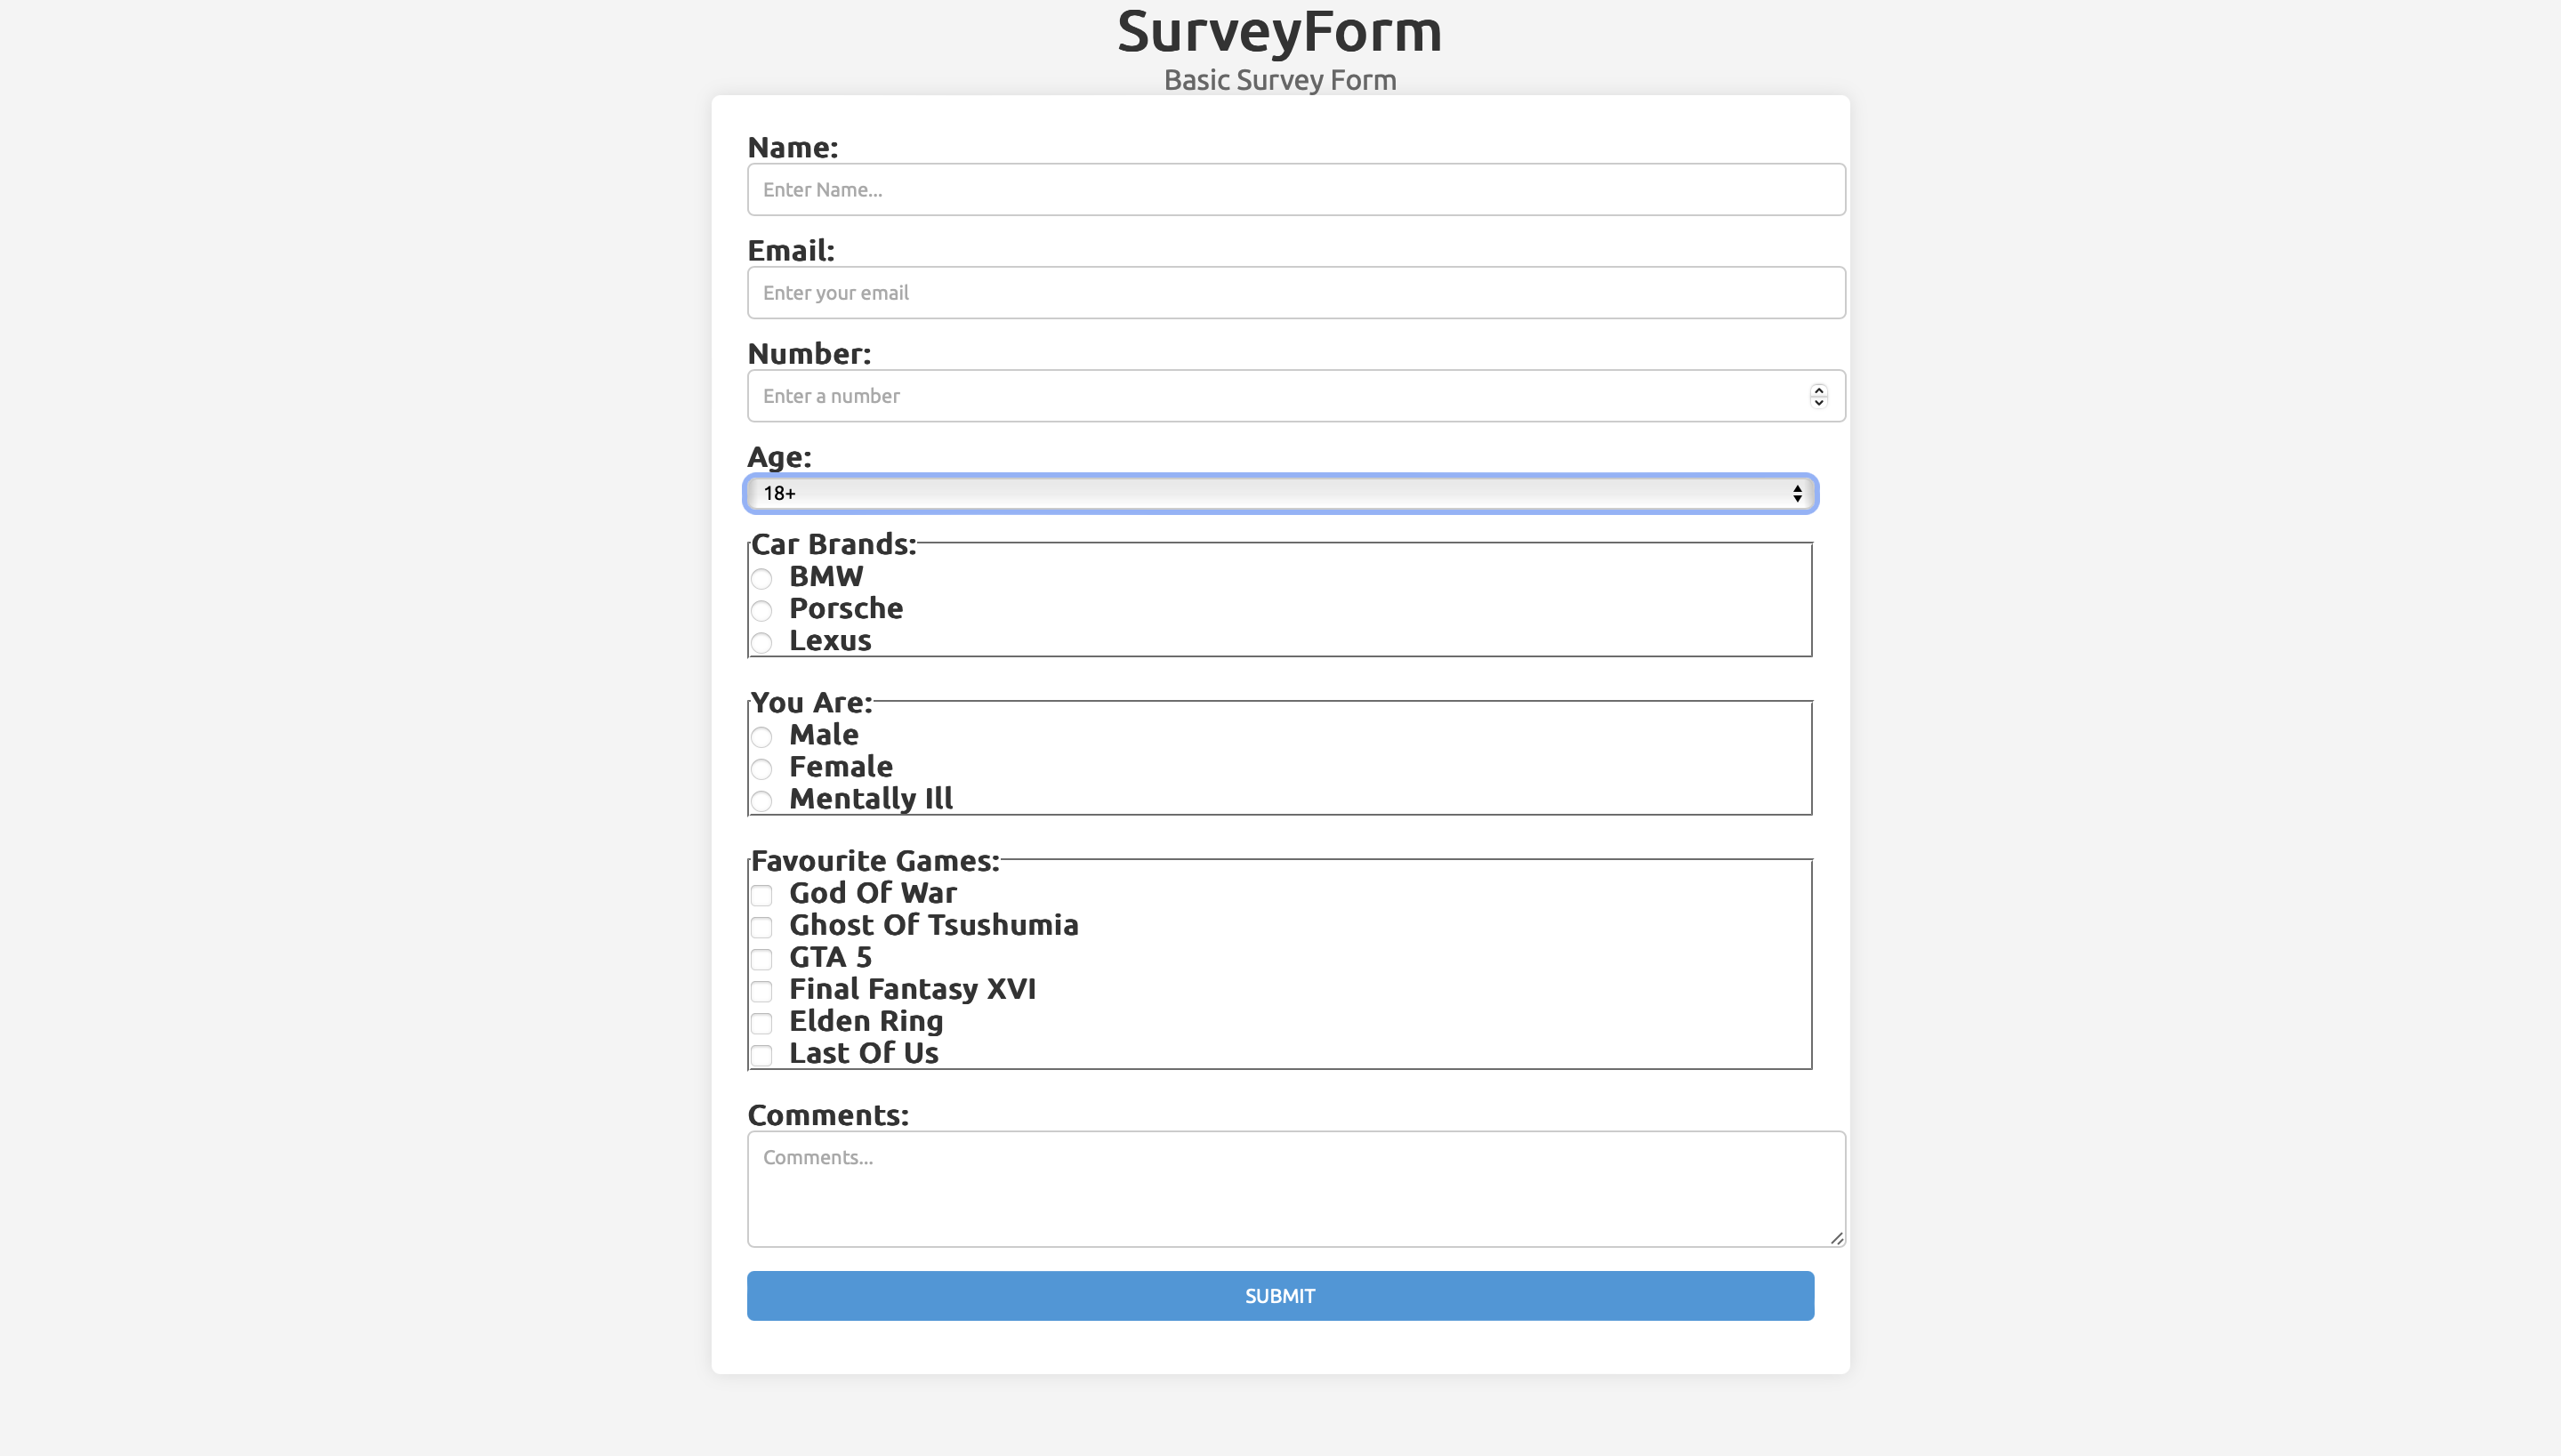 SurveyForm
Basic Survey Form
Name:
Enter Name...
Email:
Enter your email
Number:
Enter a number
Age:
18+
Car Brands:
BMW
Porsche
Lexus
You Are:
Male
Female
Mentally Ill
Favourite Games:
God Of War
Ghost Of Tsushumia
GTA 5
Final Fantasy XVI
Elden Ring
Last Of Us
Comments:
Comments...
SUBMIT